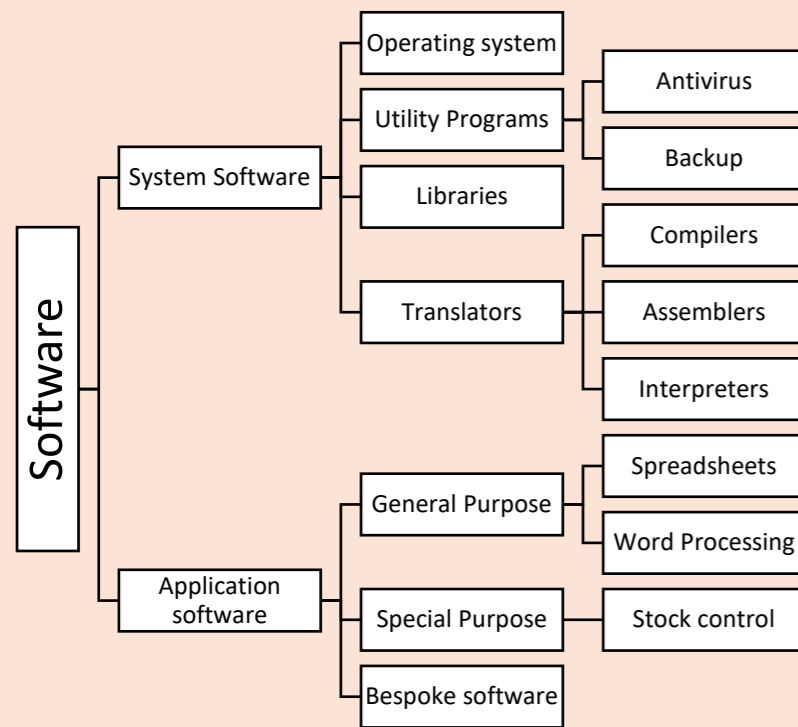 Software
System Software
Operating system
Utility Programs
Antivirus
Backup
Libraries
Translators
Compilers
Assemblers
Interpreters
Application
software
General Purpose
Spreadsheets
Word Processing
Special Purpose
Stock control
Bespoke software